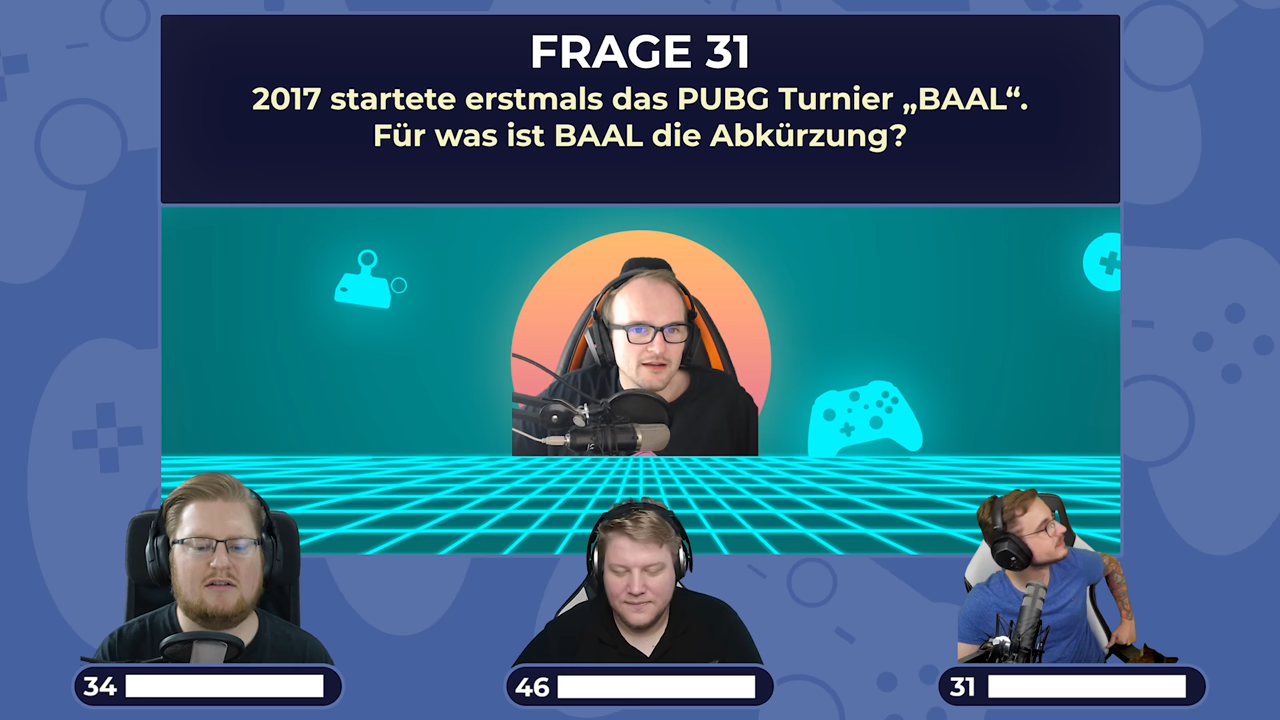 FRAGE 31
2017 startete erstmals das PUBG Turnier „BAAL“.
Für was ist BAAL die Abkürzung?
34
46
31